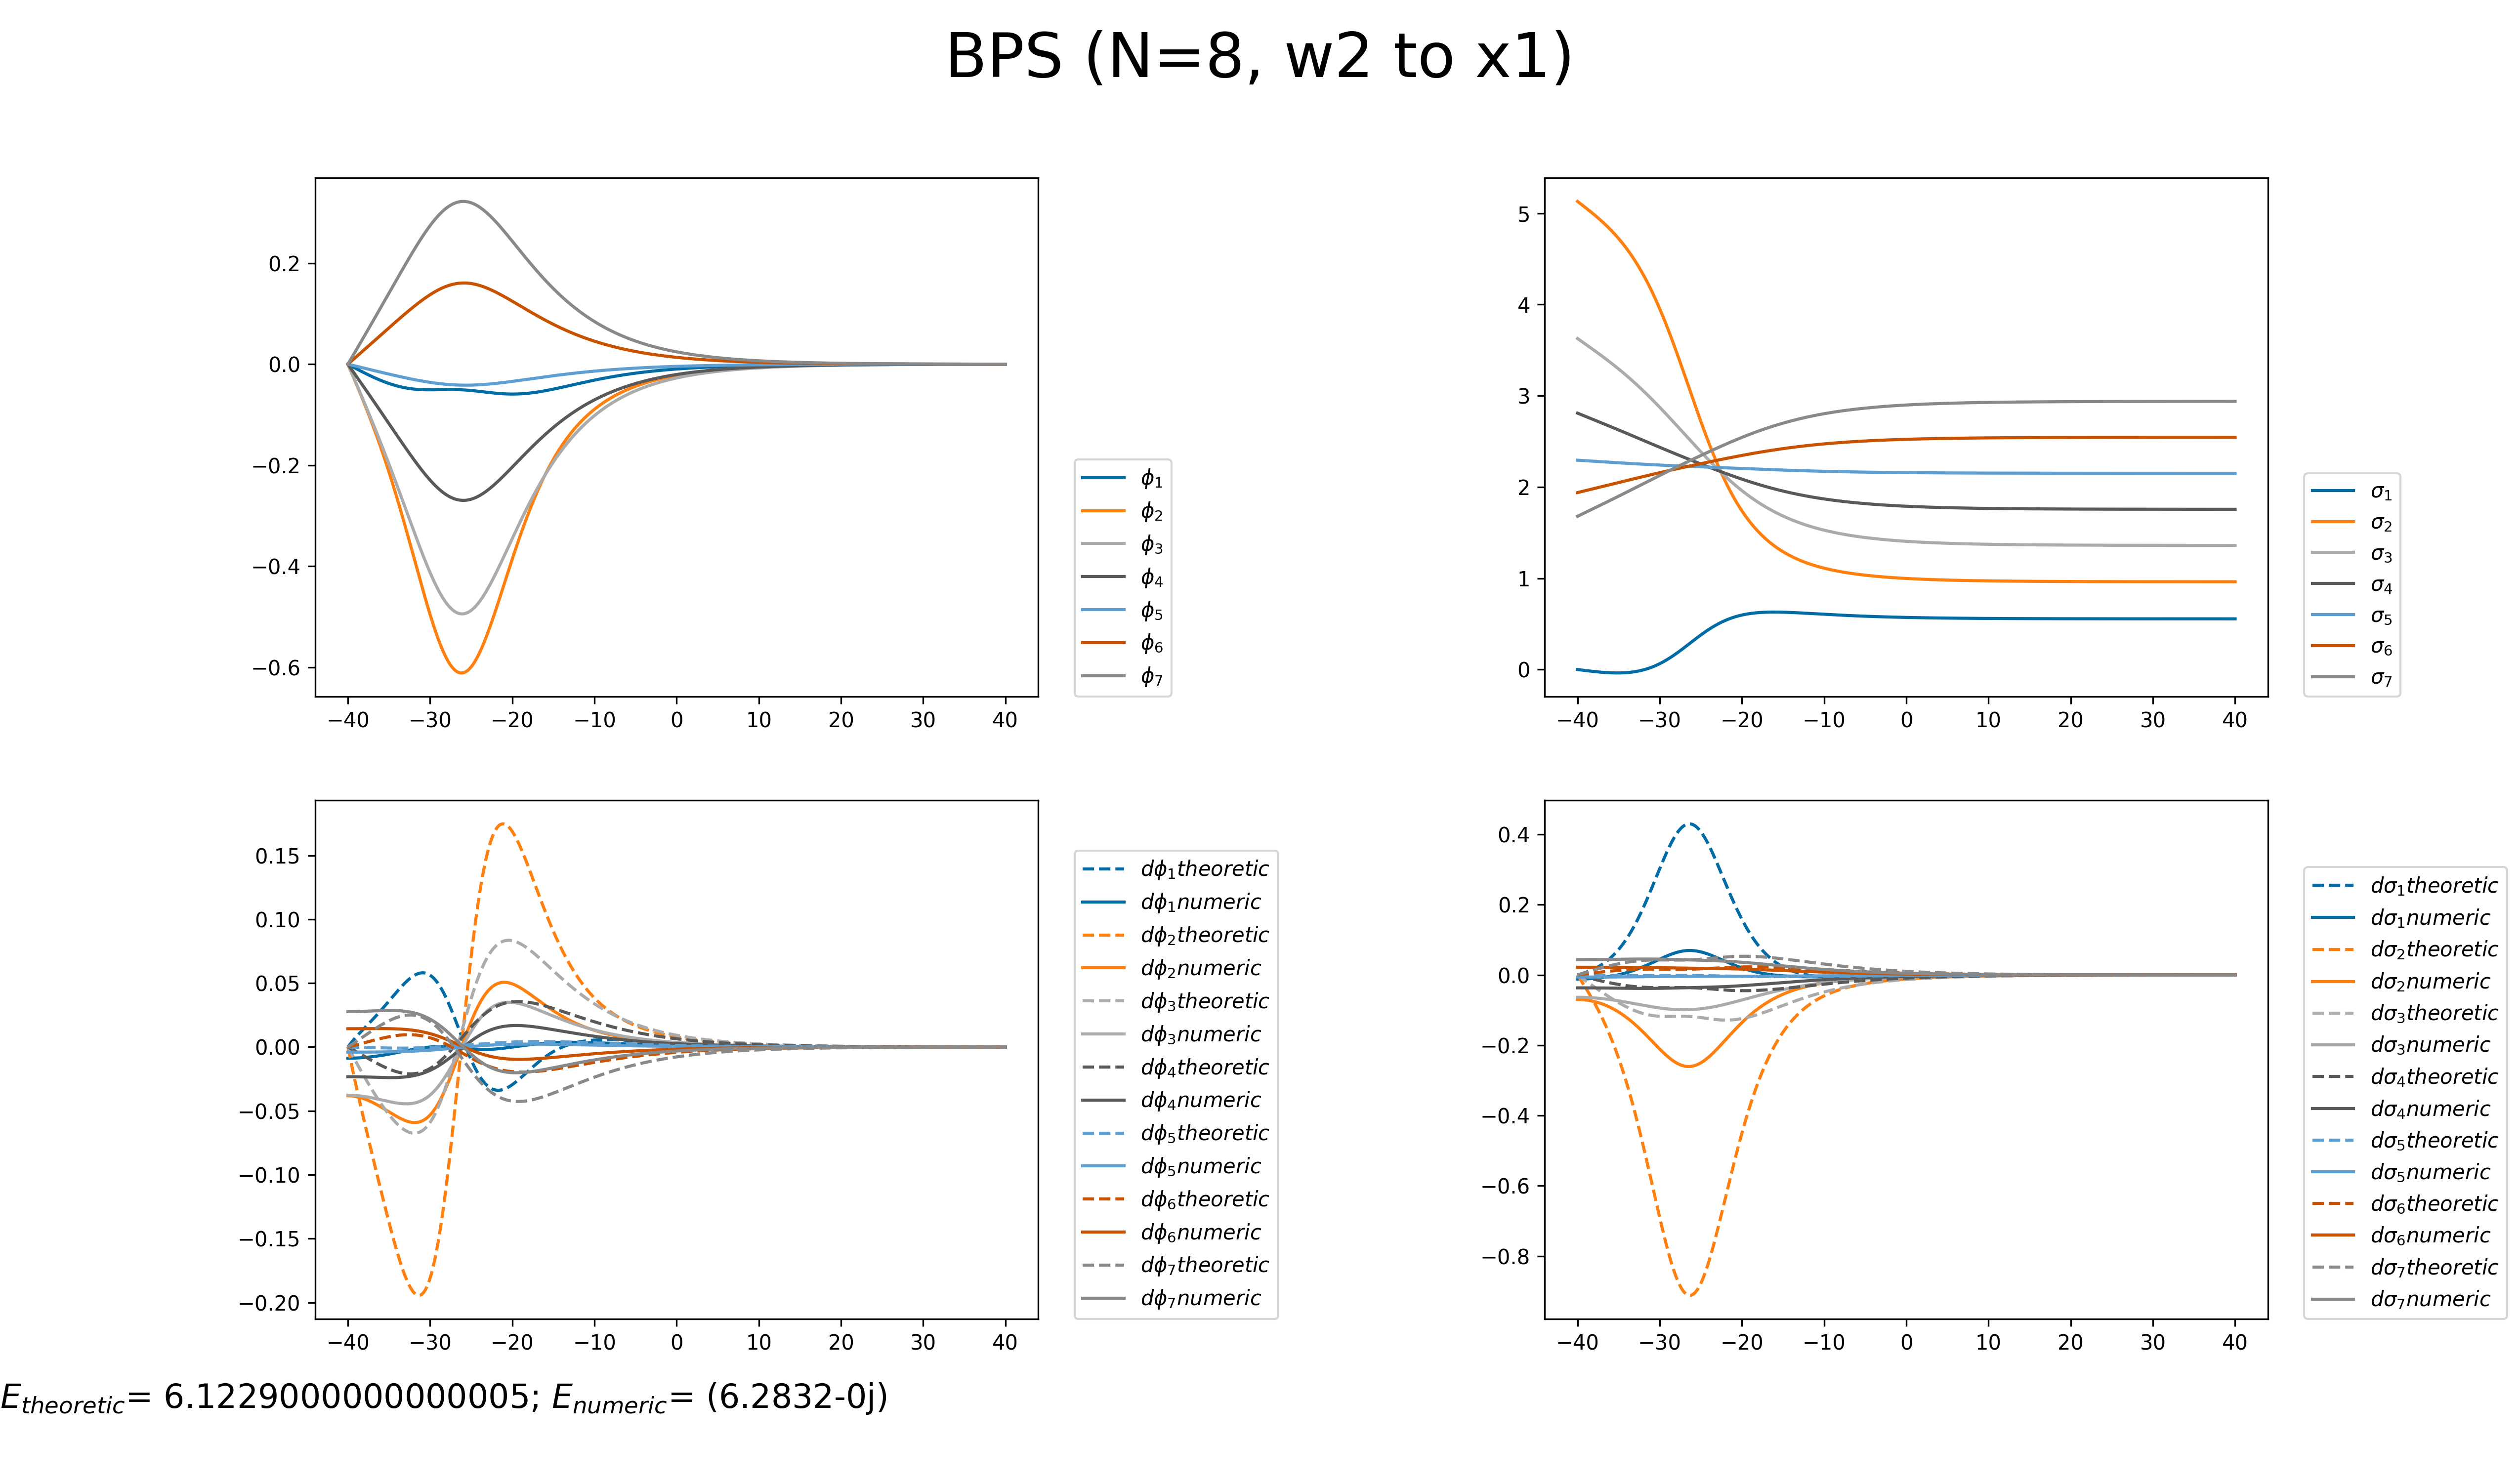 BPS (N=8, w2 to x1)
0.2
0.0
−0.2
−0.4
−0.6
−40 −30 −20 −10 0 10 20 30 40
ϕ1
ϕ2
ϕ3
ϕ4
ϕ5
ϕ6
ϕ7
5
4
3
2
1
0
−40 −30 −20 −10 0 10 20 30 40
σ1
σ2
σ3
σ4
σ5
σ6
σ7
0.15
0.10
0.05
0.00
−0.05
−0.10
−0.15
−0.20
−40 −30 −20 −10 0 10 20 30 40
dϕ1theoretic
dϕ1numeric
dϕ2theoretic
dϕ2numeric
dϕ3theoretic
dϕ3numeric
dϕ4theoretic
dϕ4numeric
dϕ5theoretic
dϕ5numeric
dϕ6theoretic
dϕ6numeric
dϕ7theoretic
dϕ7numeric
0.4
0.2
0.0
−0.2
−0.4
−0.6
−0.8
−40 −30 −20 −10 0 10 20 30 40
dσ1theoretic
dσ1numeric
dσ2theoretic
dσ2numeric
dσ3theoretic
dσ3numeric
dσ4theoretic
dσ4numeric
dσ5theoretic
dσ5numeric
dσ6theoretic
dσ6numeric
dσ7theoretic
dσ7numeric
Etheoretic= 6.1229000000000005; Enumeric= (6.2832-0j)